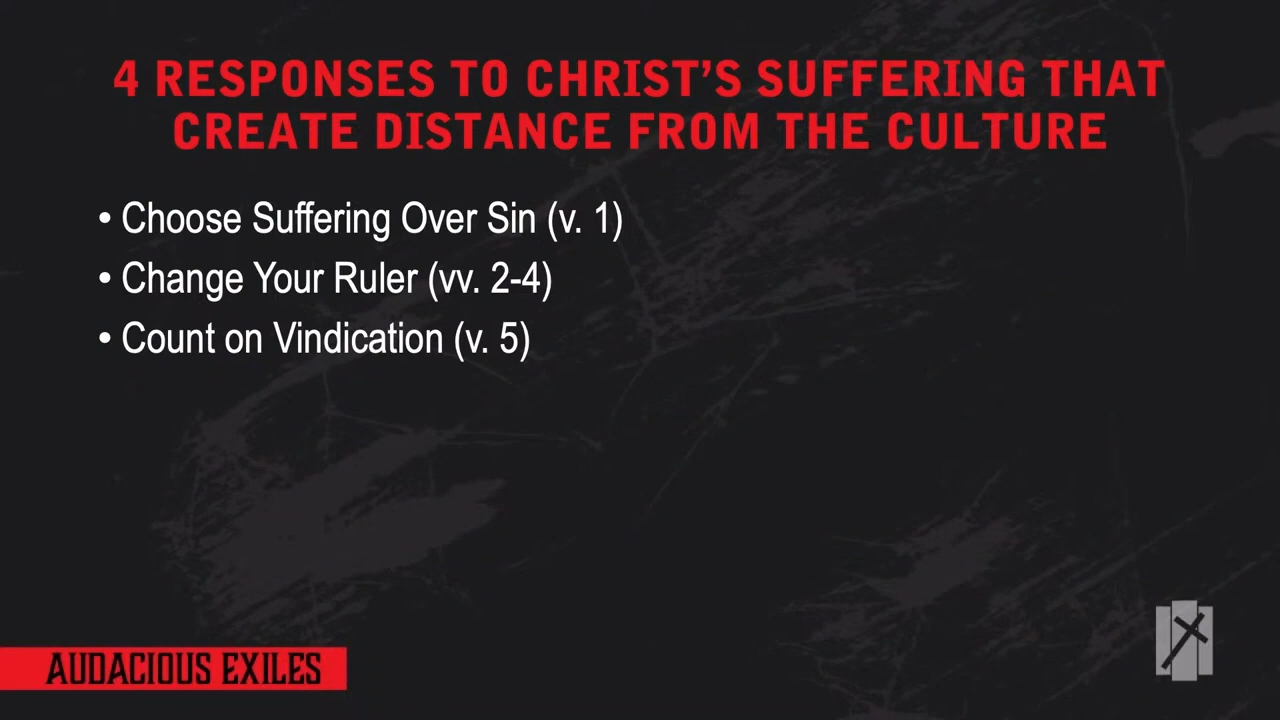 4 RESPONSES TO CHRIST’S SUFFERING THAT
CREATE DISTANCE FROM THE CULTURE
• Choose Suffering Over Sin (v. 1)
• Change Your Ruler (vv. 2-4)
• Count on Vindication (v. 5)
AUDACIOUS EXILES